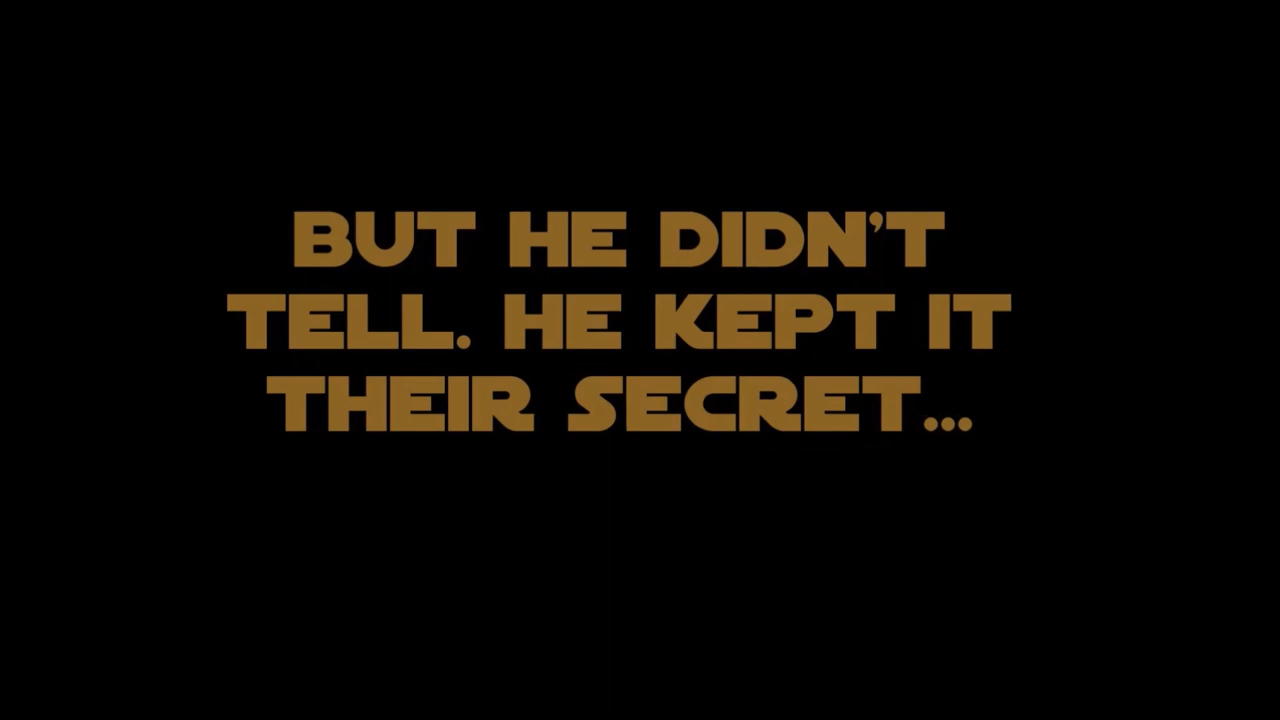 BUT HE DIDN’T
TELL. HE KEPT IT
THEIR SECRET...